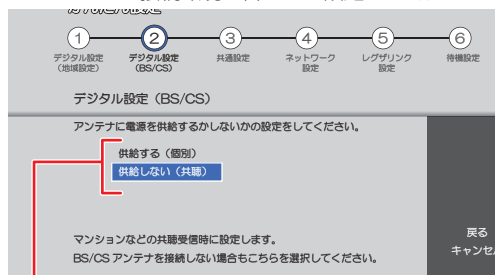 ① ② ③ ④ ⑤ ⑥
デジタル設定 デジタル設定 共通設定 ネットワーク レグザリンク 待機設定
(地域設定) (BS/CS) 設定 設定
デジタル設定（BS/CS）
アンテナに電源を供給するかしないかの設定をしてください。
供給する（個別）
供給しない（共聴）
マンションなどの共聴受信時に設定します。
BS/CS アンテナを接続しない場合もこちらを選択してください。
戻る
キャンセ